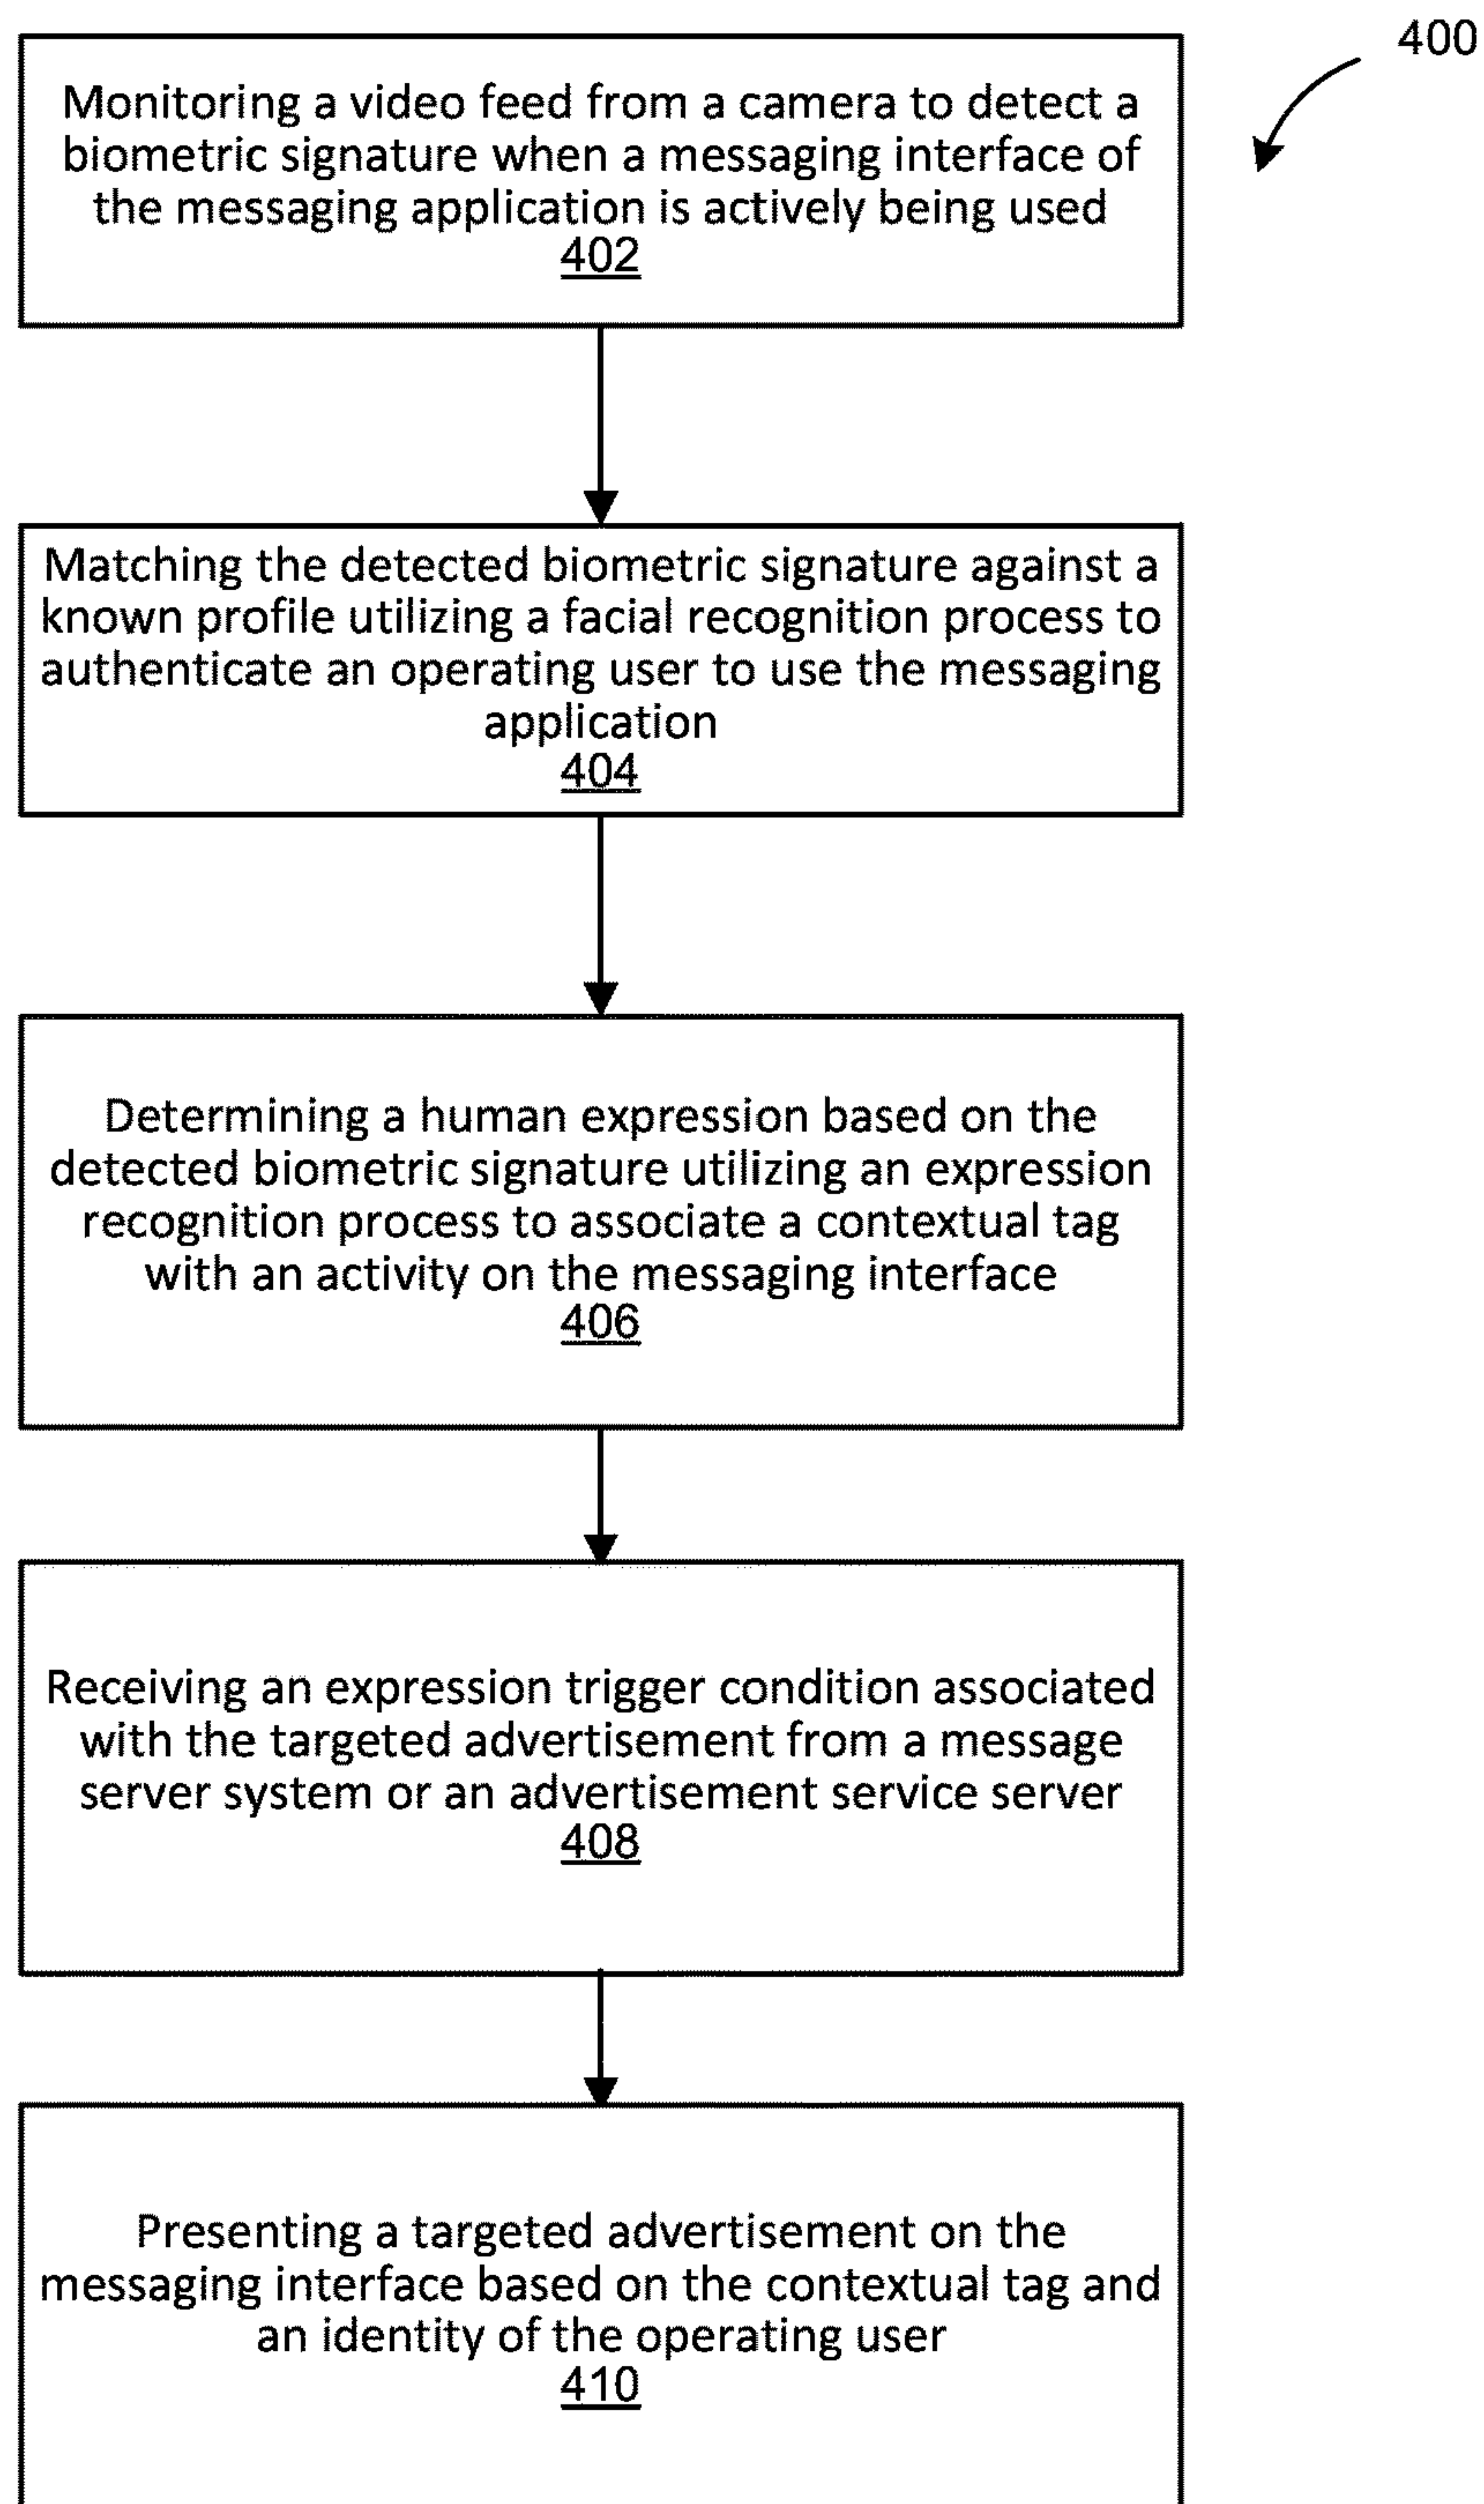 400
Monitoring a video feed from a camera to detect a
biometric signature when a messaging interface of
the messaging application is actively being used
402
Matching the detected biometric signature against a
known profile utilizing a facial recognition process to
authenticate an operating user to use the messaging
application
404
Determining a human expression based on the
detected biometric signature utilizing an expression
recognition process to associate a contextual tag
with an activity on the messaging interface
406
Receiving an expression trigger condition associated
with the targeted advertisement from a message
server system or an advertisement service server
408
Presenting a targeted advertisement on the
messaging interface based on the contextual tag and
an identity of the operating user
410